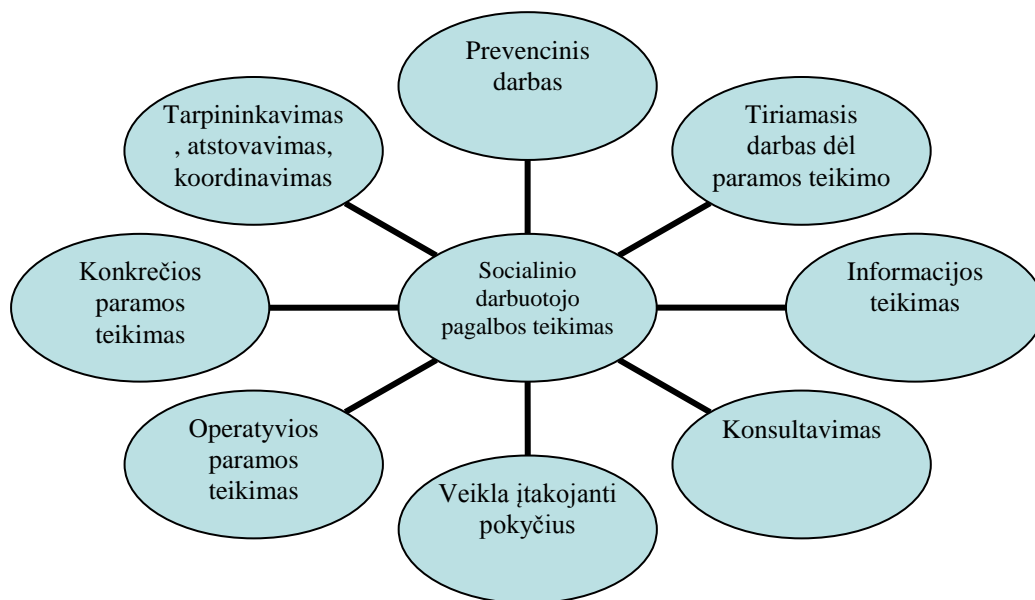 Prevencinis
darbas
Tarpininkavimas
, atstovavimas,
koordinavimas
Tiriamasis
darbas dėl
paramos teikimo
Konkrečios
paramos
teikimas
Socialinio
darbuotojo
pagalbos teikimas
Informacijos
teikimas
Operatyvios
paramos
teikimas
Veikla įtakojanti
pokyčius
Konsultavimas